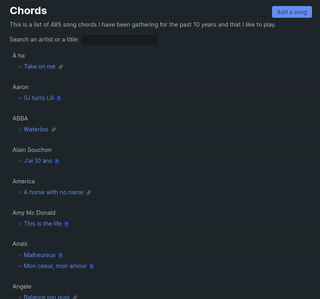 Chords
Add a song
This is a list of 485 song chords I have been gathering for the past 10 years and that I like to play.
Search an artist or a title:
A ha
Take on me
Aaron
(U turn) Lili
ABBA
Waterloo
Alain Souchon
J'ai 10 ans
America
A horse with no name
Amy Mc Donald
This is the life
Anais
Malheureux
Mon coeur, mon amour
Angele
Balance ton quoi